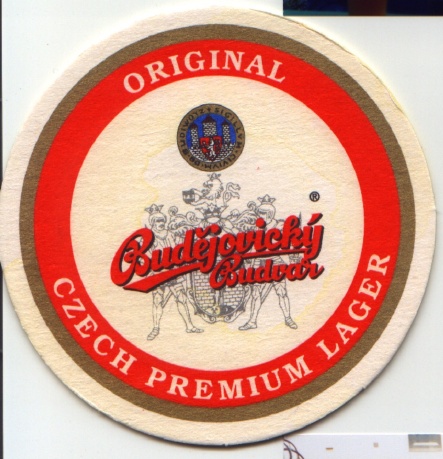 ORIGINAL
®
Budějovický
Budvar
CZECH PREMIUM LAGER